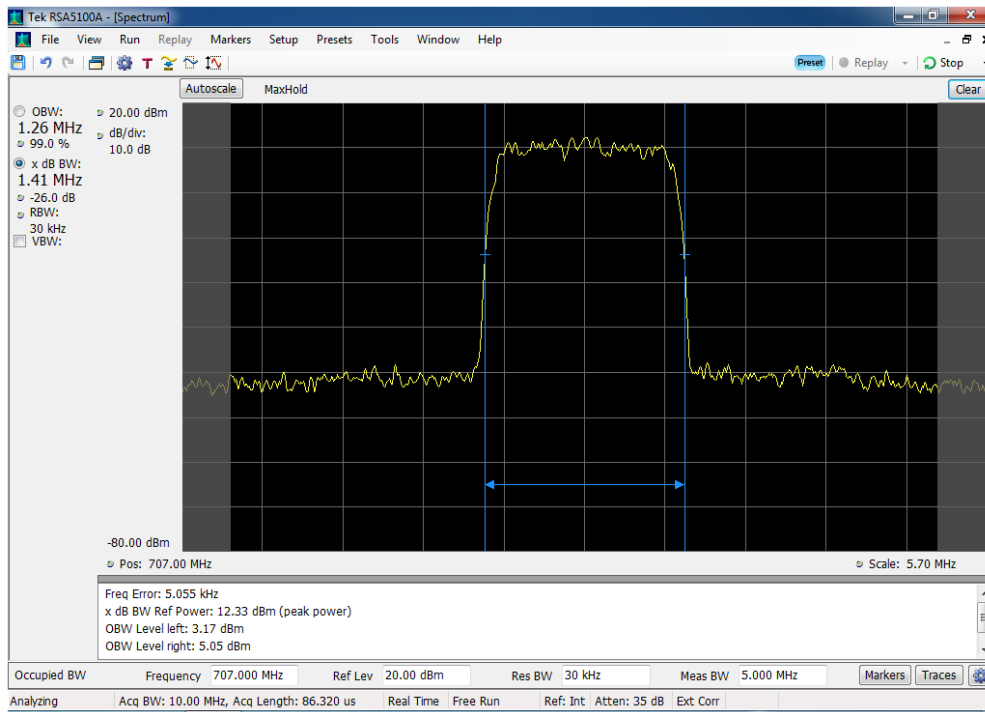 Tek RSA5100A - [Spectrum]
File View Run Replay Markers Setup Presets Tools Window Help
T Preset Replay Stop
Autoscale MaxHold Clear
OBW:
1.26 MHz
99.0 %
x dB BW:
1.41 MHz
-26.0 dB
RBW:
30 kHz
VBW:
20.00 dBm
dB/div:
10.0 dB
-80.00 dBm
Pos: 707.00 MHz Scale: 5.70 MHz
Freq Error: 5.055 kHz
x dB BW Ref Power: 12.33 dBm (peak power)
OBW Level left: 3.17 dBm
OBW Level right: 5.05 dBm
Occupied BW Frequency 707.000 MHz Ref Lev 20.00 dBm Res BW 30 kHz Meas BW 5.000 MHz Markers Traces
Analyzing Acq BW: 10.00 MHz, Acq Length: 86.320 us Real Time Free Run Ref: Int Atten: 35 dB Ext Corr